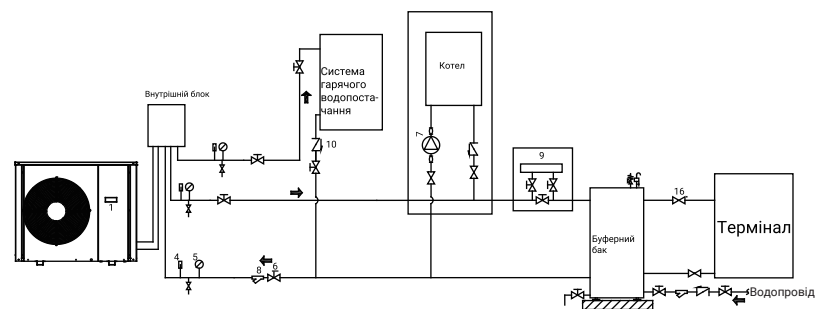 Внутрішній блок
Система
гарячого
водопоста-
чання
Котел
7
10
9
1
16
Термінал
Буферний
бак
4
5
6
8
Водопровід